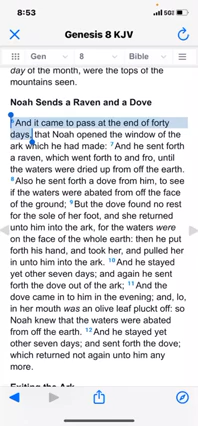 8:53
5G
Genesis 8 KJV
Gen 8 Bible
day of the month, were the tops of the
mountains seen.
Noah Sends a Raven and a Dove
6And it came to pass at the end of forty
days, that Noah opened the window of the
ark which he had made: 7And he sent forth
a raven, which went forth to and fro, until
the waters were dried up from off the earth.
8Also he sent forth a dove from him, to see
if the waters were abated from off the face
of the ground; 9But the dove found no rest
for the sole of her foot, and she returned
unto him into the ark, for the waters were
on the face of the whole earth: then he put
forth his hand, and took her, and pulled her
in unto him into the ark. 10And he stayed
yet other seven days; and again he sent
forth the dove out of the ark; 11And the
dove came in to him in the evening; and, lo,
in her mouth was an olive leaf pluckt off: so
Noah knew that the waters were abated
from off the earth. 12And he stayed yet
other seven days; and sent forth the dove;
which returned not again unto him any
more.
Exiting the Ark